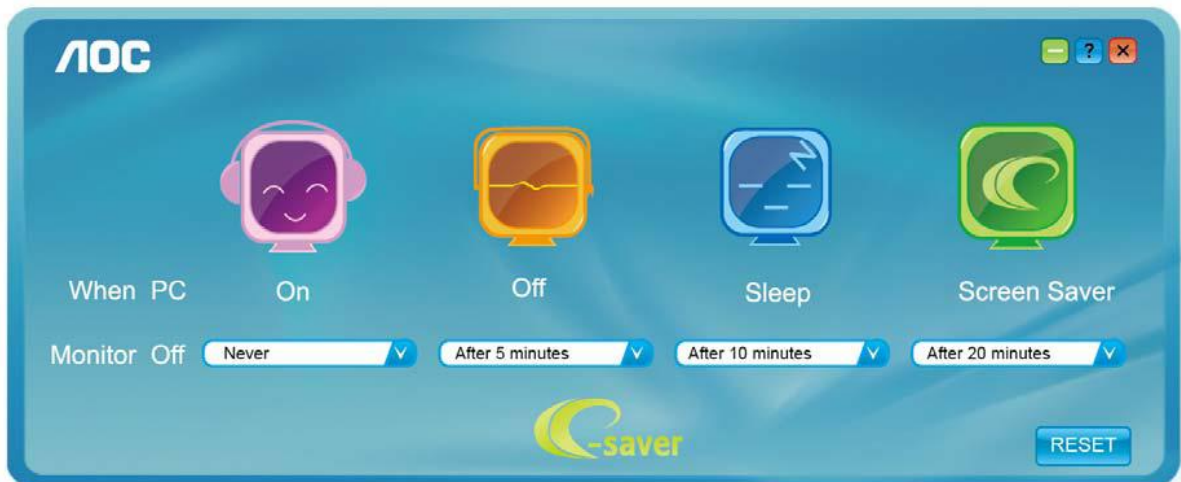 AOC
?
When PC On Off Sleep Screen Saver
Monitor Off Never After 5 minutes After 10 minutes After 20 minutes
e-saver
RESET